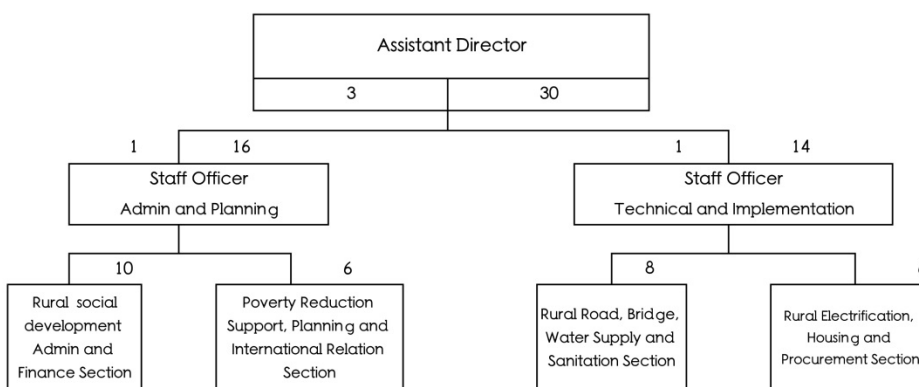 Assistant Director
3 30
1 16
1 14
Staff Officer
Admin and Planning
Staff Officer
Technical and Implementation
10
6
8
Rural social
development
Admin and
Finance Section
Poverty Reduction
Support, Planning and
International Relation
Section
Rural Road, Bridge,
Water Supply and
Sanitation Section
Rural Electrification,
Housing and
Procurement Section